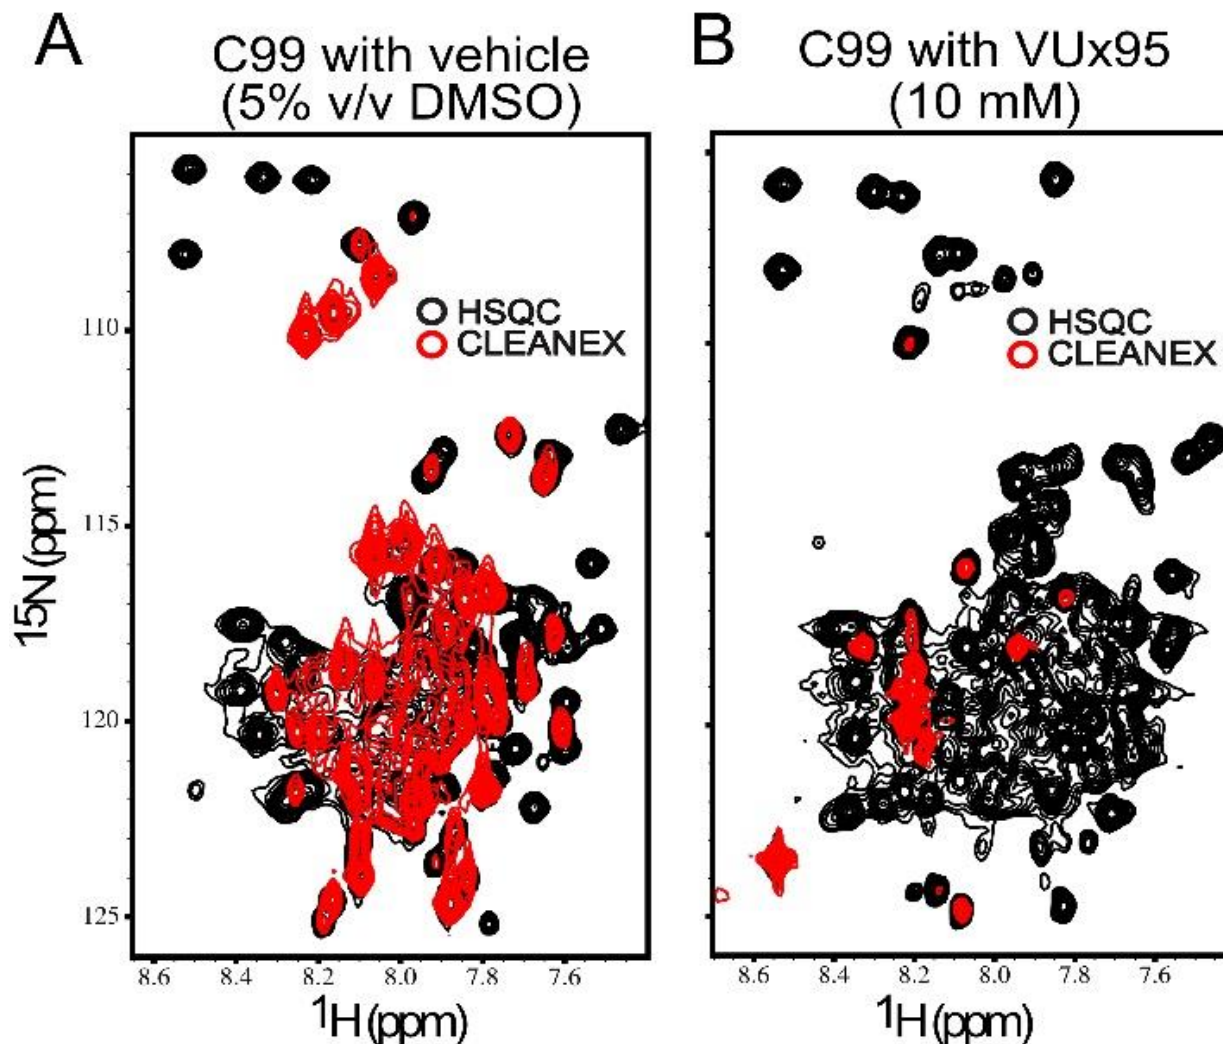 A
C99 with vehicle
(5% v/v DMSO)
HSQC
CLEANEX
110
115
120
125
15N (ppm)
8.6 8.4 8.2 8.0 7.8 7.6
1H (ppm)
B
C99 with VUx95
(10 mM)
HSQC
CLEANEX
8.6 8.4 8.2 8.0 7.8 7.6
1H (ppm)